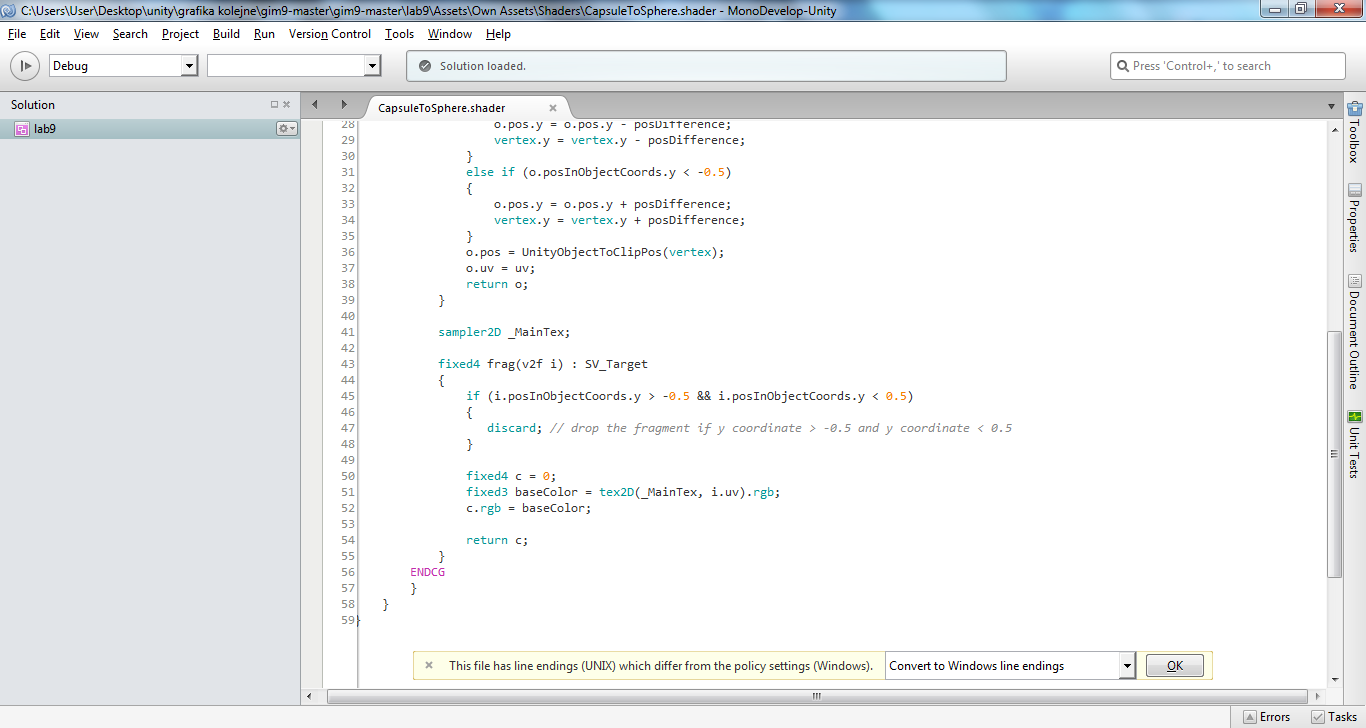 C:\Users\User\Desktop\unity\grafika kolejne\gim9-master\gim9-master\lab9\Assets\Own Assets\Shaders\CapsuleToSphere.shader - MonoDevelop-Unity
File Edit View Search Project Build Run Version Control Tools Window Help
Debug
Solution loaded.
Press 'Control+,' to search
Solution
lab9
CapsuleToSphere.shader
28 o.pos.y = o.pos.y - posDifference;
29 vertex.y = vertex.y - posDifference;
30 }
31 else if (o.posInObjectCoords.y < -0.5)
32 {
33 o.pos.y = o.pos.y + posDifference;
34 vertex.y = vertex.y + posDifference;
35 }
36 o.pos = UnityObjectToClipPos(vertex);
37 o.uv = uv;
38 return o;
39 }
40
41 sampler2D _MainTex;
42
43 fixed4 frag(v2f i) : SV_Target
44 {
45 if (i.posInObjectCoords.y > -0.5 && i.posInObjectCoords.y < 0.5)
46 {
47 discard; // drop the fragment if y coordinate > -0.5 and y coordinate < 0.5
48 }
49
50 fixed4 c = 0;
51 fixed3 baseColor = tex2D(_MainTex, i.uv).rgb;
52 c.rgb = baseColor;
53
54 return c;
55 }
56 ENDCG
57 }
58 }
59 }
This file has line endings (UNIX) which differ from the policy settings (Windows).
Convert to Windows line endings
OK
Toolbox
Properties
Document Outline
Unit Tests
Errors
Tasks